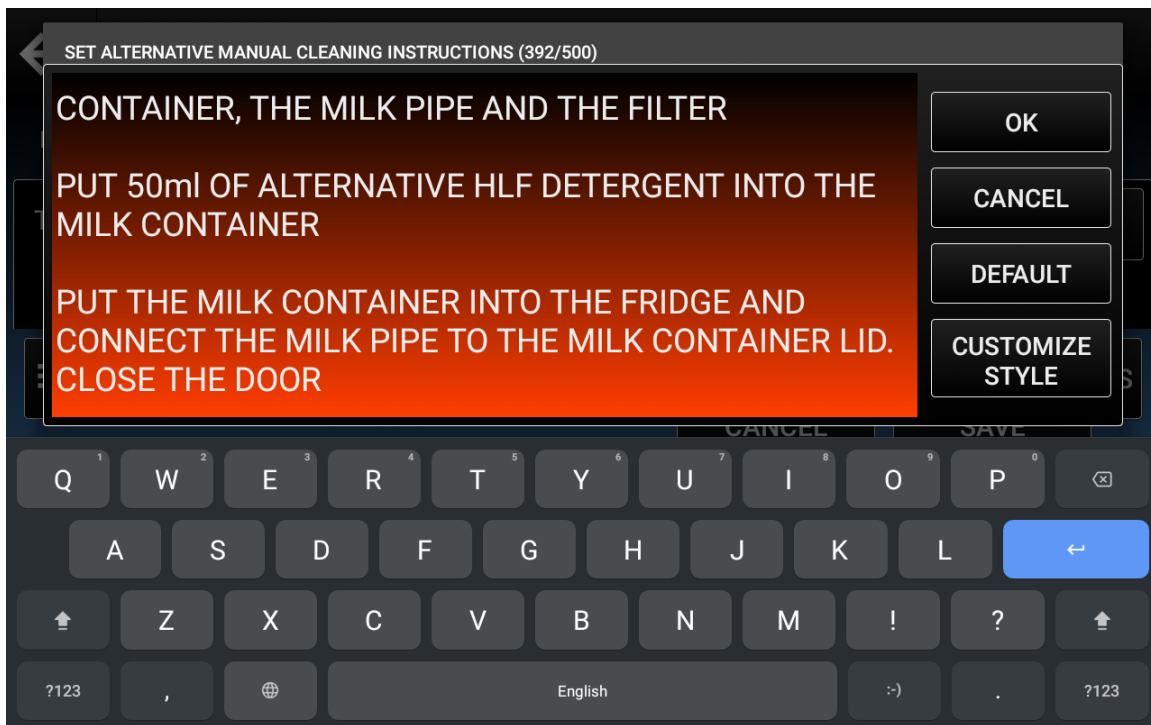 SET ALTERNATIVE MANUAL CLEANING INSTRUCTIONS (392/500)
CONTAINER, THE MILK PIPE AND THE FILTER
PUT 50ml OF ALTERNATIVE HLF DETERGENT INTO THE
MILK CONTAINER
PUT THE MILK CONTAINER INTO THE FRIDGE AND
CONNECT THE MILK PIPE TO THE MILK CONTAINER LID.
CLOSE THE DOOR
OK
CANCEL
DEFAULT
CUSTOMIZE
STYLE
CANCEL SAVE
Q 1 W 2 E 3 R 4 T 5 Y 6 U 7 I 8 O 9 P 0
A S D F G H J K L
Z X C V B N M ! ?
?123 , English :-) . ?123